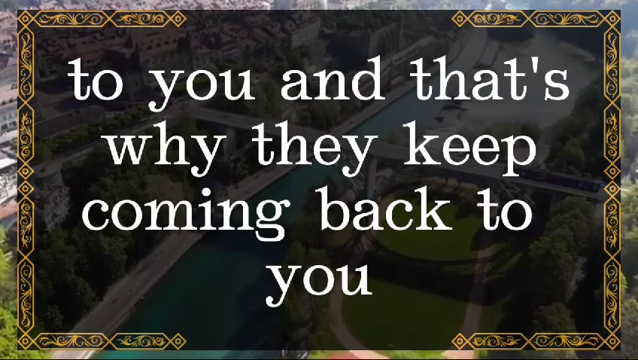 to you and that's
why they keep
coming back to
you